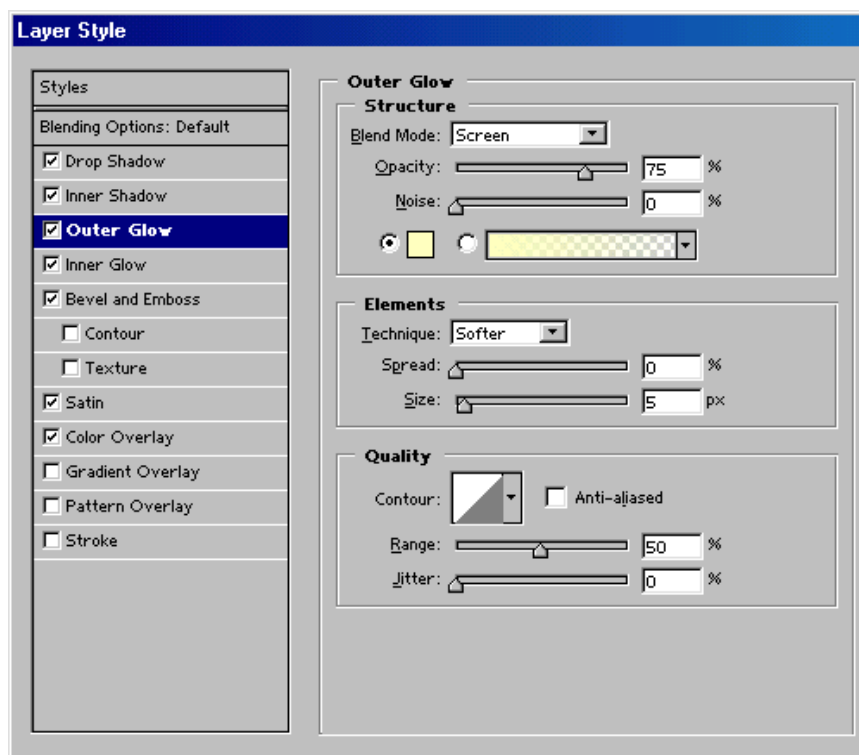 Layer Style
Styles
Blending Options: Default
Drop Shadow
Inner Shadow
Outer Glow
Inner Glow
Bevel and Emboss
Contour
Texture
Satin
Color Overlay
Gradient Overlay
Pattern Overlay
Stroke
Outer Glow
Structure
Blend Mode: Screen
Opacity: 75 %
Noise: 0 %
Elements
Technique: Softer
Spread: 0 %
Size: 5 px
Quality
Contour: Anti-aliased
Range: 50 %
Jitter: 0 %